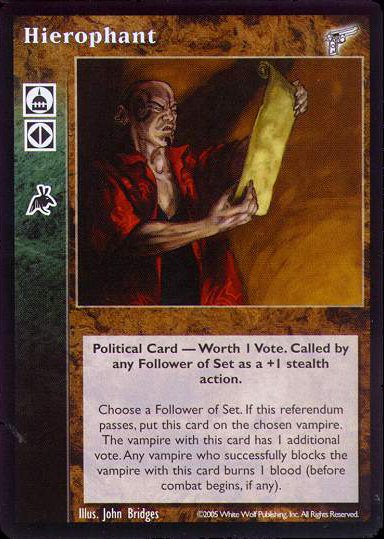 Hierophant
Political Card — Worth 1 Vote. Called by
any Follower of Set as a +1 stealth
action.
Choose a Follower of Set. If this referendum
passes, put this card on the chosen vampire.
The vampire with this card has 1 additional
vote. Any vampire who successfully blocks the
vampire with this card burns 1 blood (before
combat begins, if any).
Illus. John Bridges
©2005 White Wolf Publishing, Inc. All Rights Reserved.